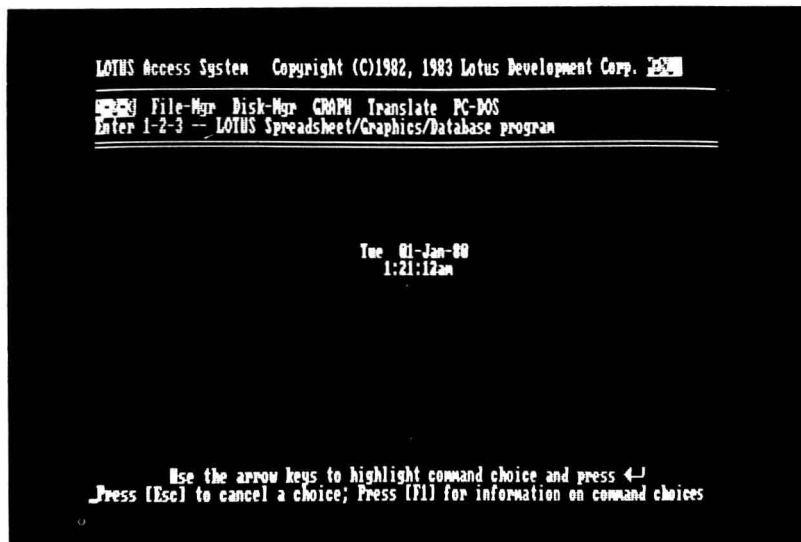 LOTUS Access System Copyright (C)1982, 1983 Lotus Development Corp.
File-Mgr Disk-Mgr GRAPH Translate PC-DOS
Enter 1-2-3 -- LOTUS Spreadsheet/Graphics/Database program
Tue 01-Jan-80
1:21:12am
Use the arrow keys to highlight command choice and press ↵
Press [Esc] to cancel a choice; Press [F1] for information on command choices